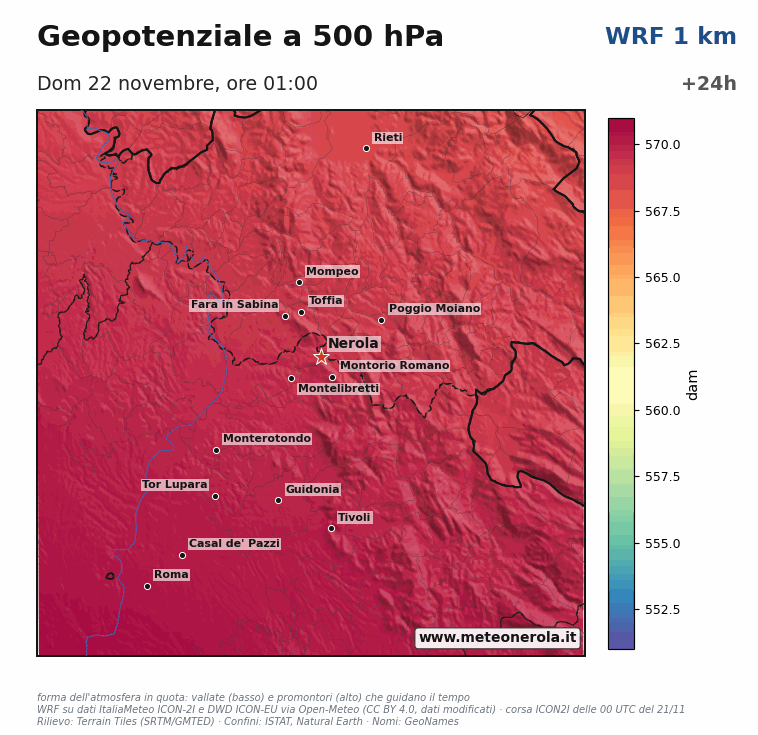 Geopotenziale a 500 hPa
WRF 1 km
Dom 22 novembre, ore 01:00
+24h
Rieti
Mompeo
Fara in Sabina
Toffia
Poggio Moiano
Nerola
Montorio Romano
Montelibretti
Monterotondo
Tor Lupara
Guidonia
Tivoli
Casal de' Pazzi
Roma
www.meteonerola.it
570.0
567.5
565.0
562.5
560.0
557.5
555.0
552.5
dam
forma dell'atmosfera in quota: vallate (basso) e promontori (alto) che guidano il tempo
WRF su dati ItaliaMeteo ICON-2I e DWD ICON-EU via Open-Meteo (CC BY 4.0, dati modificati) · corsa ICON2I delle 00 UTC del 21/11
Rilievo: Terrain Tiles (SRTM/GMTED) · Confini: ISTAT, Natural Earth · Nomi: GeoNames